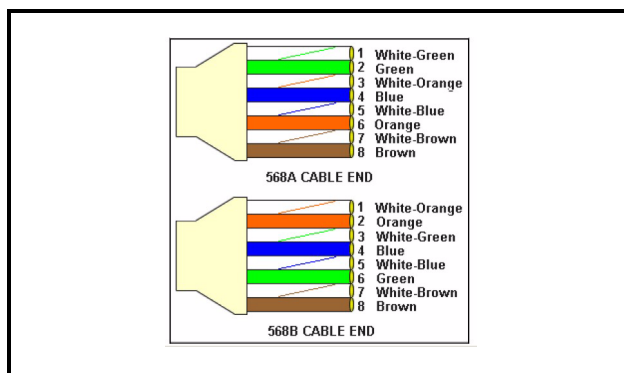 1 White-Green
2 Green
3 White-Orange
4 Blue
5 White-Blue
6 Orange
7 White-Brown
8 Brown
568A CABLE END
1 White-Orange
2 Orange
3 White-Green
4 Blue
5 White-Blue
6 Green
7 White-Brown
8 Brown
568B CABLE END